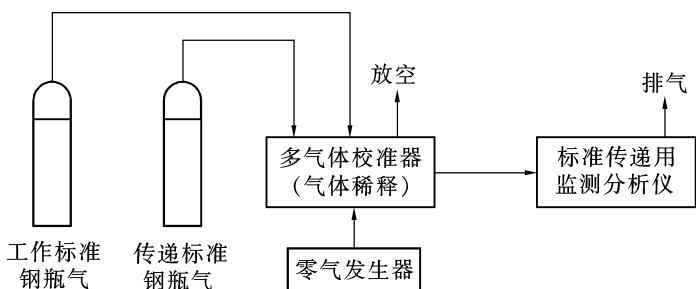 放空
排气
多气体校准器
（气体稀释）
标准传递用
监测分析仪
工作标准
钢瓶气
传递标准
钢瓶气
零气发生器